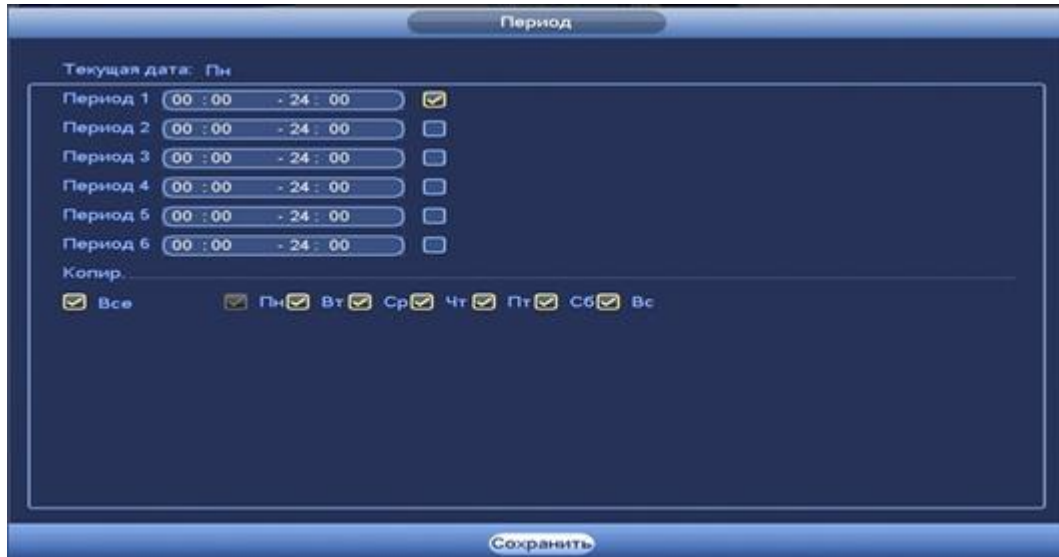 Период
Текущая дата: Пн
Период 1 00 : 00 - 24 : 00
Период 2 00 : 00 - 24 : 00
Период 3 00 : 00 - 24 : 00
Период 4 00 : 00 - 24 : 00
Период 5 00 : 00 - 24 : 00
Период 6 00 : 00 - 24 : 00
Копир.
Все Пн Вт Ср Чт Пт Сб Вс
Сохранить